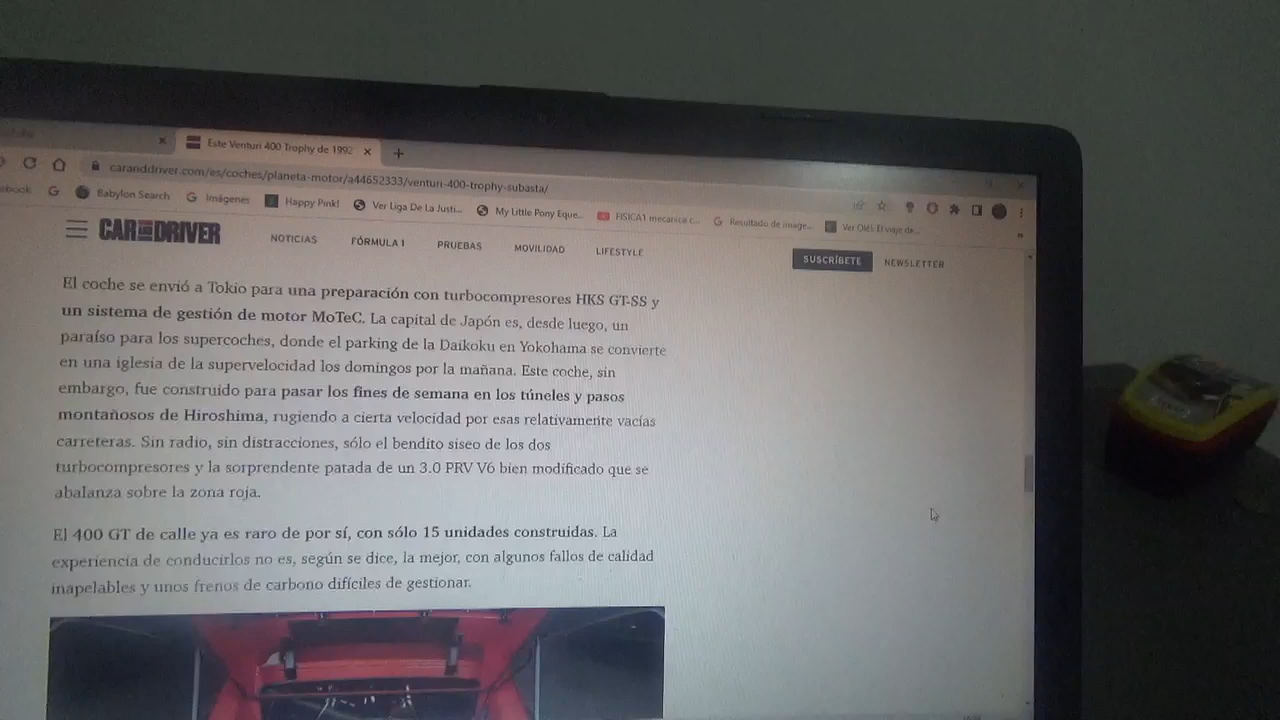 Este Venturi 400 Trophy de 1992
caranddriver.com/es/coches/planeta-motor/a44652333/venturi-400-trophy-subasta/
Babylon Search
Imágenes
Happy Pink!
Ver Liga De La Justi...
My Little Pony Eque...
FISICA1 mecanica c...
Resultado de image...
CAR AND DRIVER
NOTICIAS
FÓRMULA 1
PRUEBAS
MOVILIDAD
LIFESTYLE
SUSCRÍBETE
NEWSLETTER
El coche se envió a Tokio para una preparación con turbocompresores HKS GT-SS y
un sistema de gestión de motor MoTeC. La capital de Japón es, desde luego, un
paraíso para los supercoches, donde el parking de la Daikoku en Yokohama se convierte
en una iglesia de la supervelocidad los domingos por la mañana. Este coche, sin
embargo, fue construido para pasar los fines de semana en los túneles y pasos
montañosos de Hiroshima, rugiendo a cierta velocidad por esas relativamente vacías
carreteras. Sin radio, sin distracciones, sólo el bendito siseo de los dos
turbocompresores y la sorprendente patada de un 3.0 PRV V6 bien modificado que se
abalanza sobre la zona roja.
El 400 GT de calle ya es raro de por sí, con sólo 15 unidades construidas. La
experiencia de conducirlos no es, según se dice, la mejor, con algunos fallos de calidad
inapelables y unos frenos de carbono difíciles de gestionar.